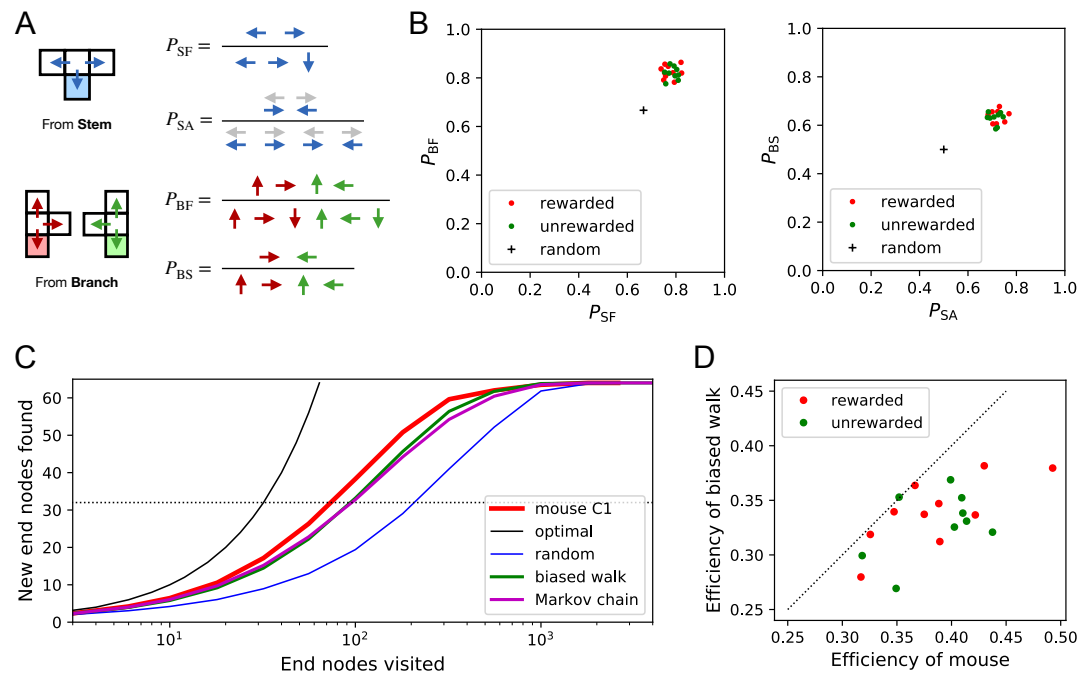 A
From Stem
From Branch
P_SF =
P_SA =
P_BF =
P_BS =
B
1.0
0.8
0.6
0.4
0.2
0.0
P_BF
rewarded
unrewarded
random
0.0 0.2 0.4 0.6 0.8 1.0
P_SF
1.0
0.8
0.6
0.4
0.2
0.0
P_BS
rewarded
unrewarded
random
0.0 0.2 0.4 0.6 0.8 1.0
P_SA
C
60
50
40
30
20
10
0
New end nodes found
mouse C1
optimal
random
biased walk
Markov chain
10¹ 10² 10³
End nodes visited
D
0.45
0.40
0.35
0.30
0.25
Efficiency of biased walk
rewarded
unrewarded
0.25 0.30 0.35 0.40 0.45 0.50
Efficiency of mouse